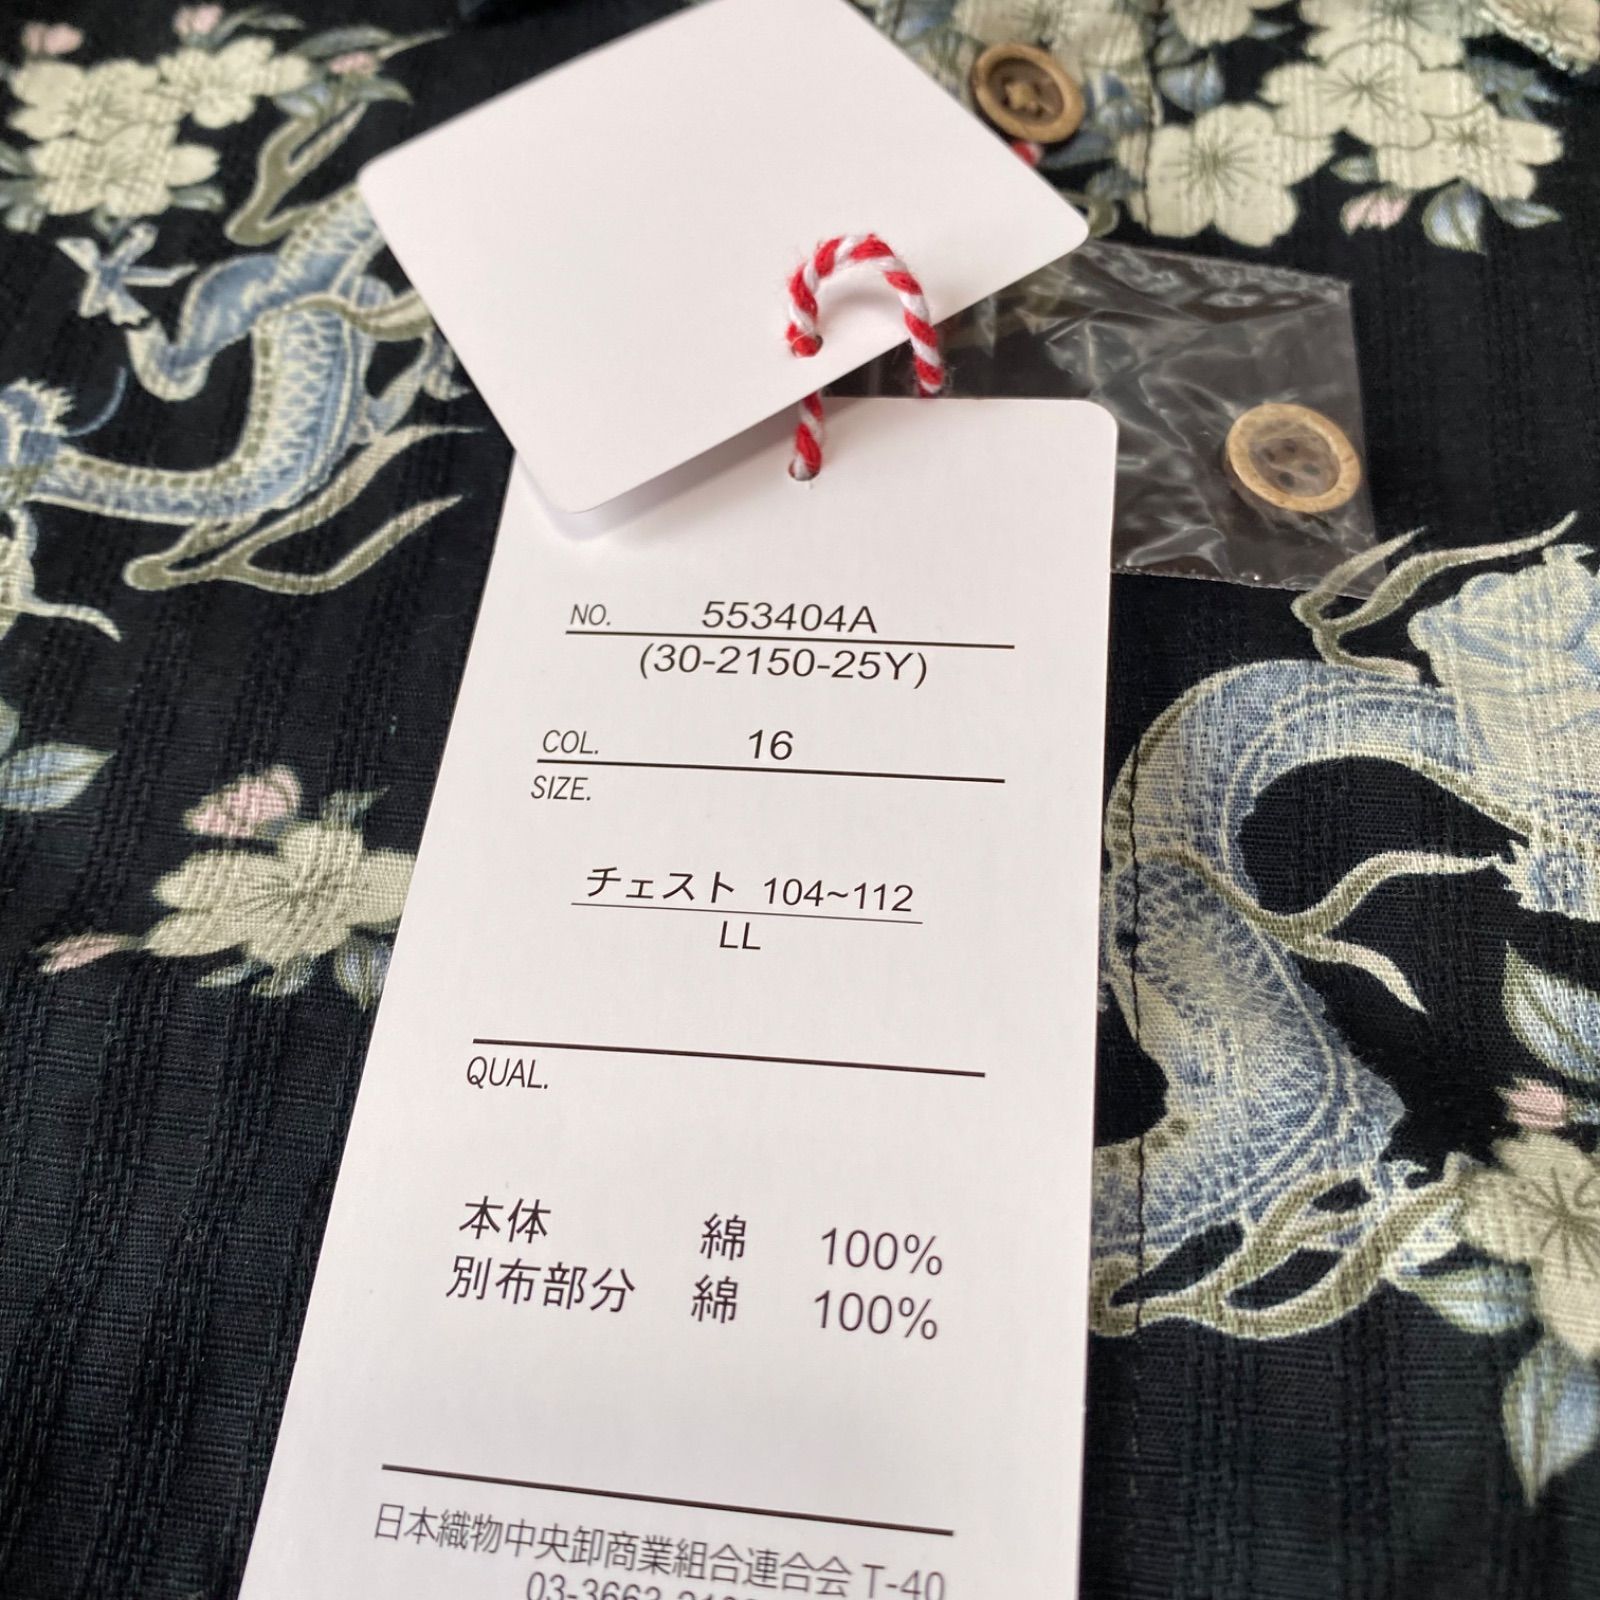 NO. 553404A
(30-2150-25Y)
COL. 16
SIZE.
チェスト 104~112
LL
QUAL.
本体 綿 100%
別布部分 綿 100%
日本織物中央卸商業組合連合会 T-40
03-3663-